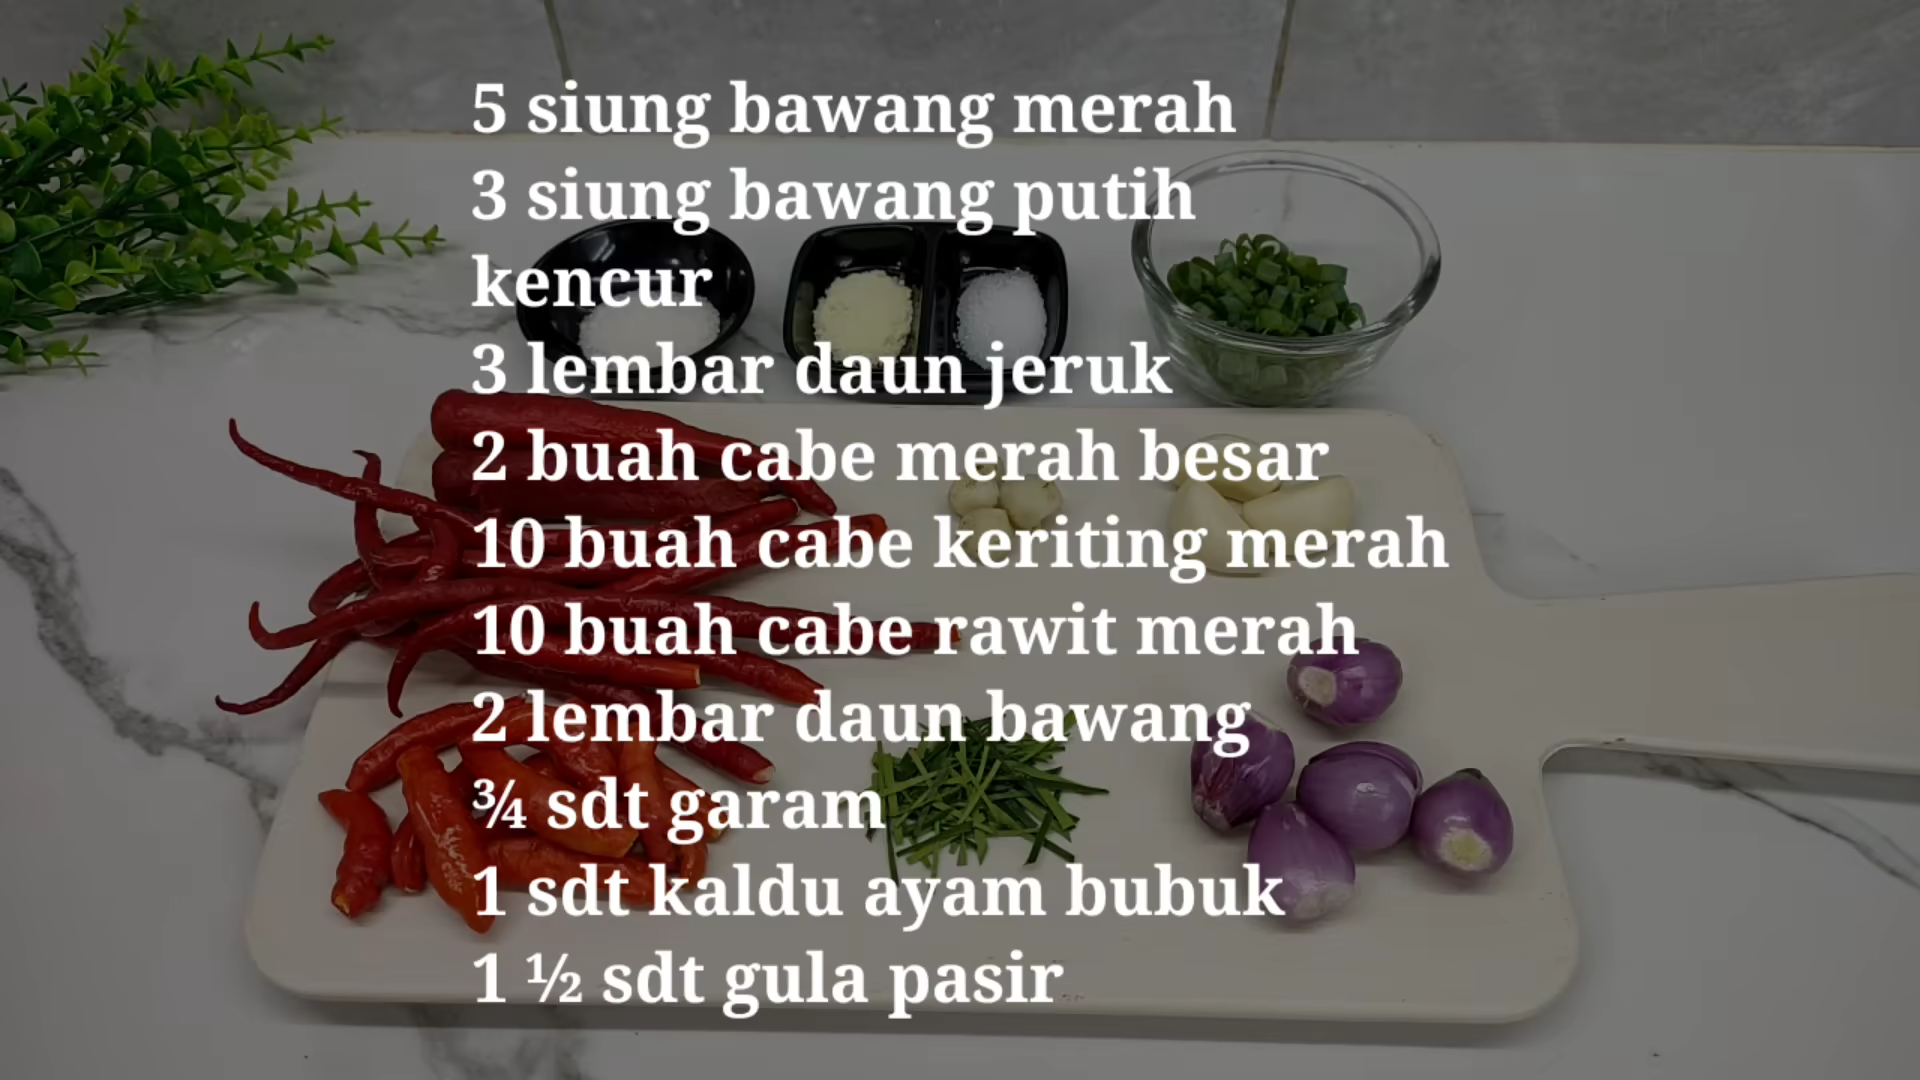 5 siung bawang merah
3 siung bawang putih
kencur
3 lembar daun jeruk
2 buah cabe merah besar
10 buah cabe keriting merah
10 buah cabe rawit merah
2 lembar daun bawang
¾ sdt garam
1 sdt kaldu ayam bubuk
1 ½ sdt gula pasir